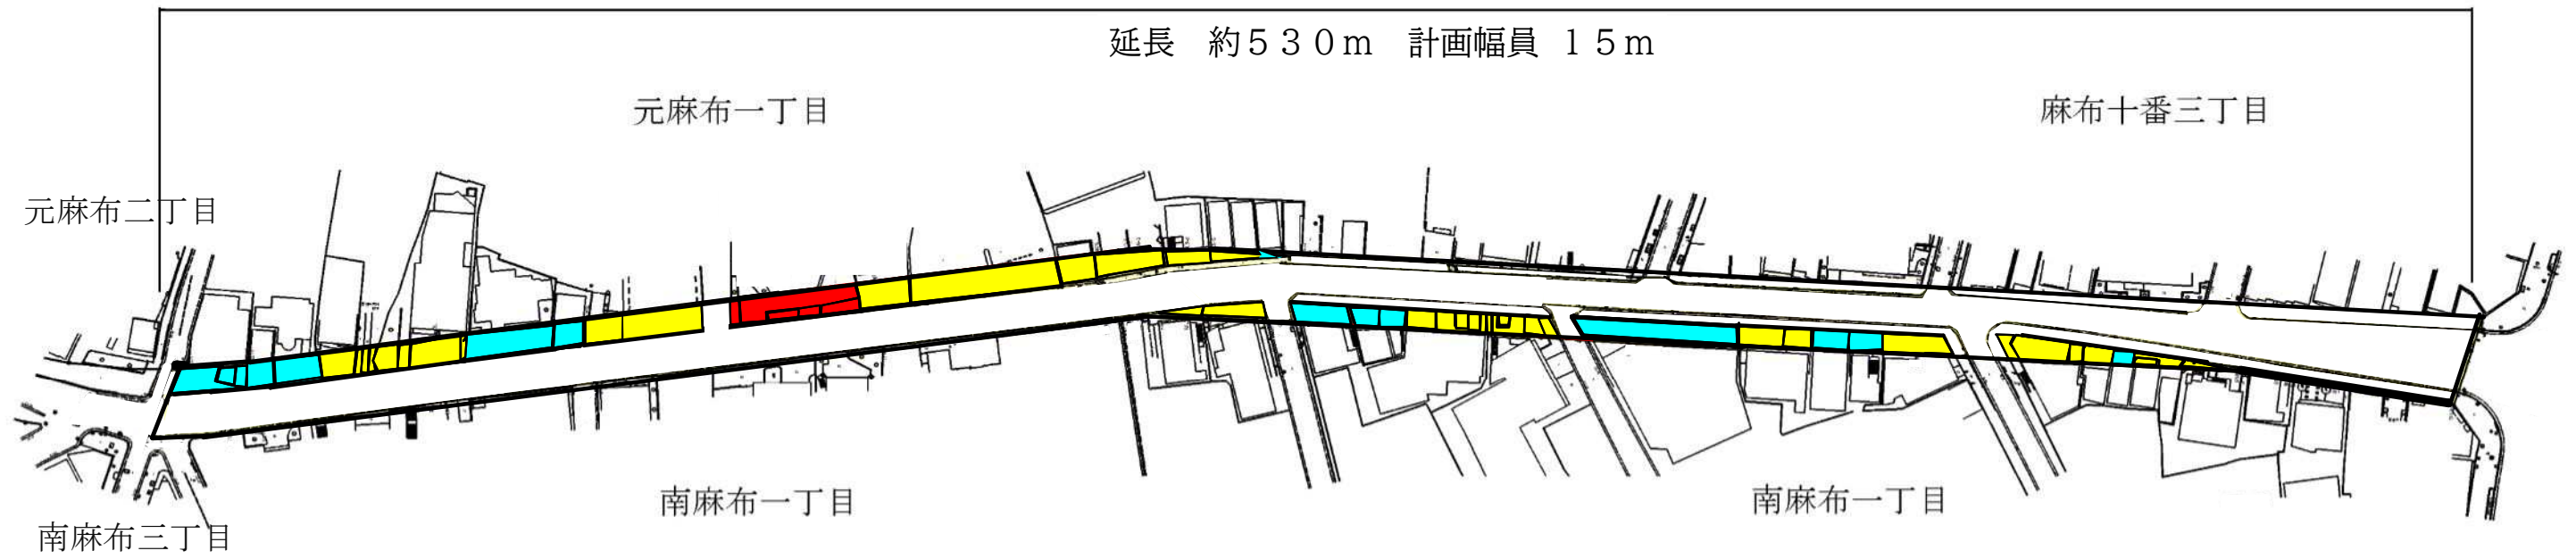 延長　約５３０ｍ　計画幅員 １５ｍ
元麻布一丁目
麻布十番三丁目
元麻布二丁目
南麻布一丁目
南麻布一丁目
南麻布三丁目